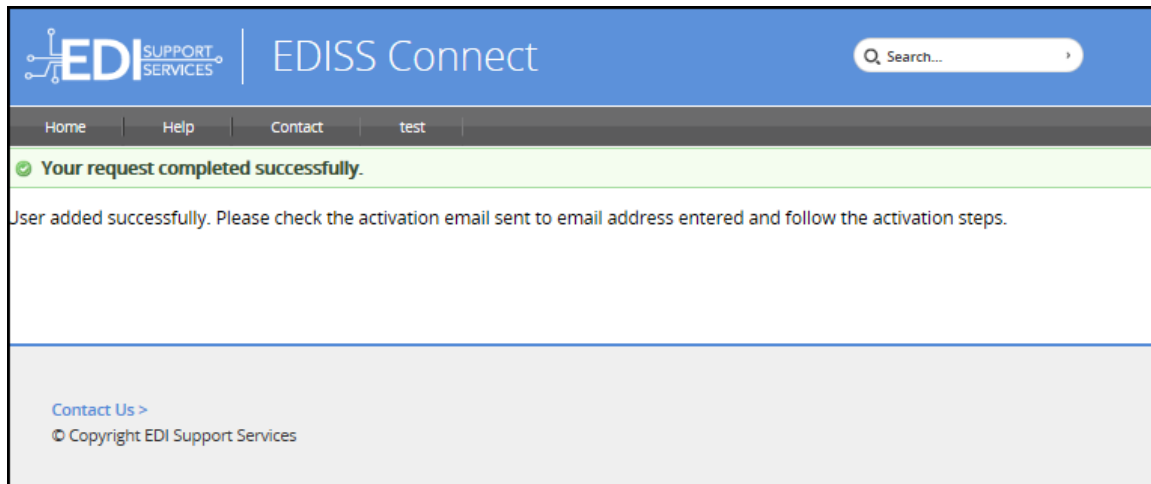 EDI SUPPORT SERVICES
EDISS Connect
Search...
Home Help Contact test
Your request completed successfully.
User added successfully. Please check the activation email sent to email address entered and follow the activation steps.
Contact Us >
© Copyright EDI Support Services